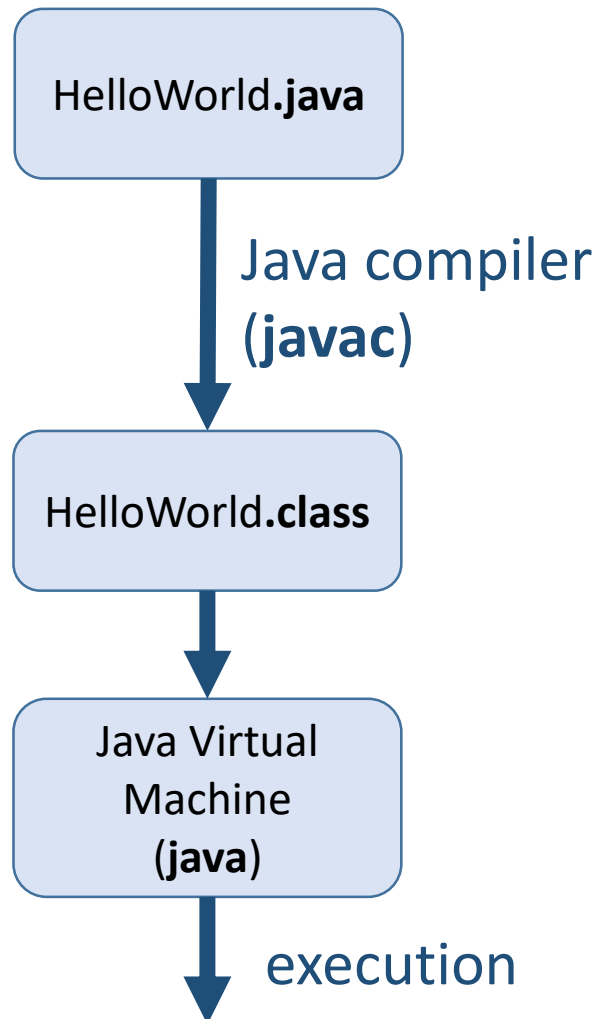 HelloWorld.java
Java compiler
(javac)
HelloWorld.class
Java Virtual
Machine
(java)
execution